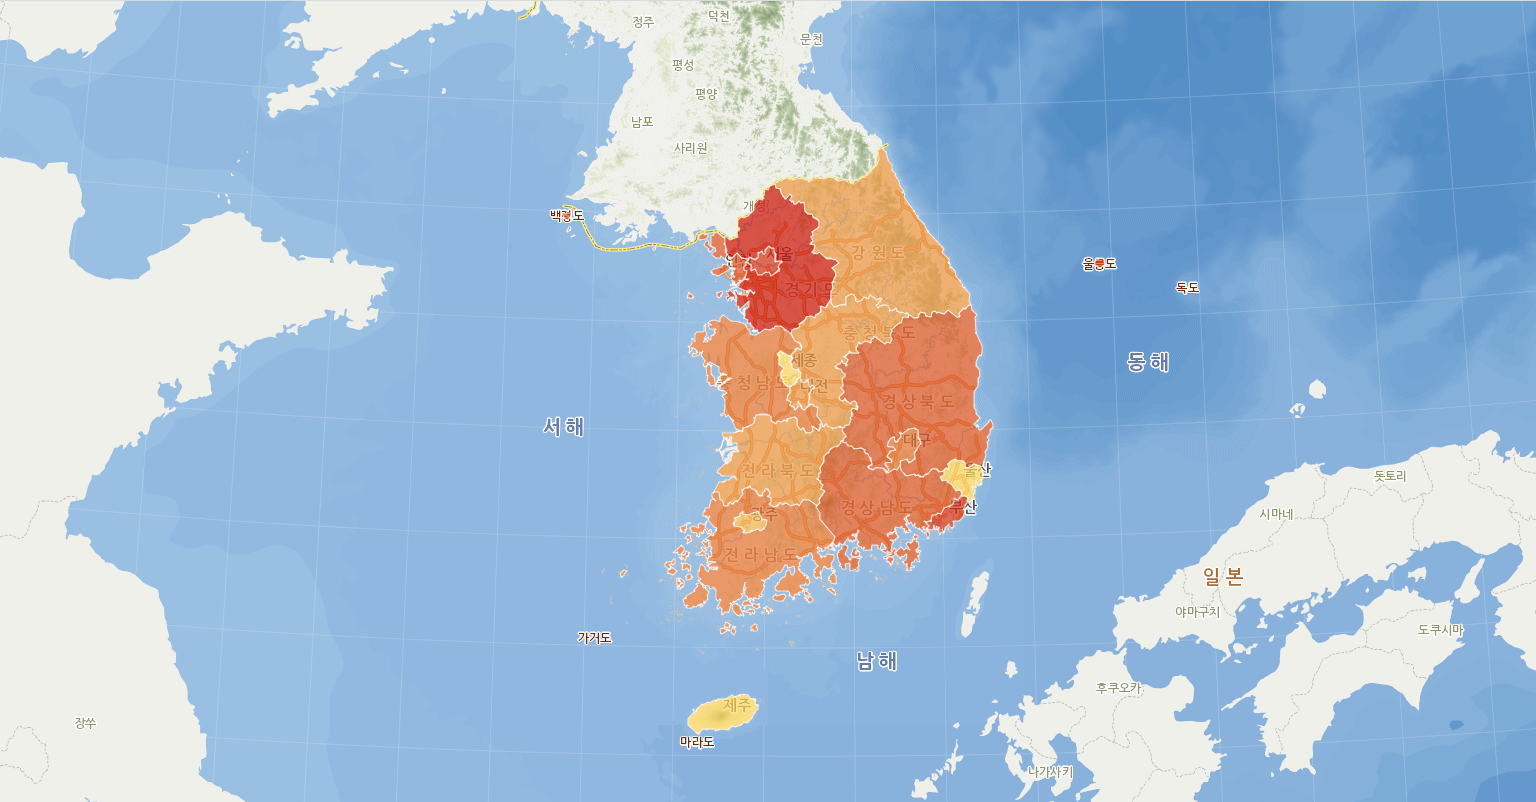 정주
덕천
문천
평성
평양
남포
사리원
개성
백령도
서울
강원도
경기도
울릉도
독도
충청북도
세종
동해
충청남도
대전
경상북도
서해
대구
전라북도
울산
돗토리
경상남도
부산
광주
시마네
전라남도
일본
야마구치
도쿠시마
가거도
남해
후쿠오카
제주
장쑤
마라도
나가사키